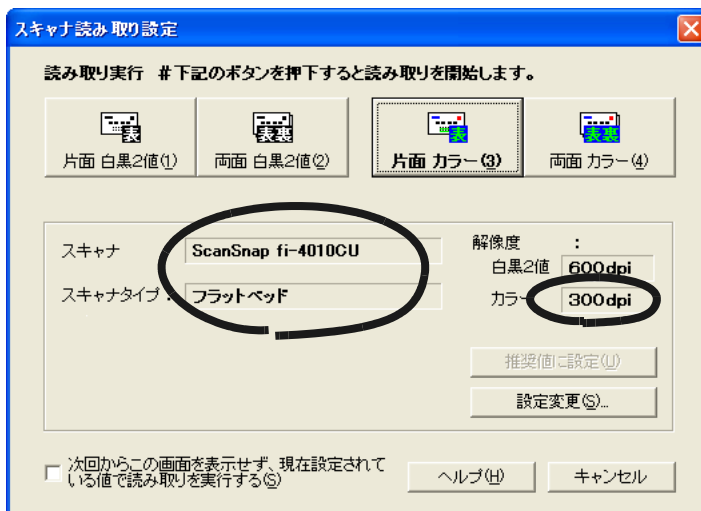 スキャナ読み取り設定
読み取り実行 #下記のボタンを押下すると読み取りを開始します。
表 表裏 表 表裏
片面 白黒2値(1) 両面 白黒2値(2) 片面 カラー(3) 両面 カラー(4)
スキャナ ScanSnap fi-4010CU 解像度 :
白黒2値 600dpi
スキャナタイプ : フラットベッド カラー 300dpi
推奨値に設定(U)
設定変更(S)...
次回からこの画面を表示せず、現在設定されて
いる値で読み取りを実行する(S)
ヘルプ(H) キャンセル